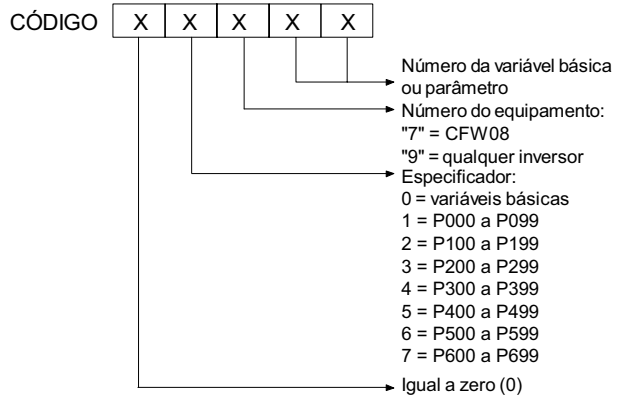 CÓDIGO X X X X X
Número da variável básica
ou parâmetro
Número do equipamento:
"7" = CFW08
"9" = qualquer inversor
Especificador:
0 = variáveis básicas
1 = P000 a P099
2 = P100 a P199
3 = P200 a P299
4 = P300 a P399
5 = P400 a P499
6 = P500 a P599
7 = P600 a P699
Igual a zero (0)